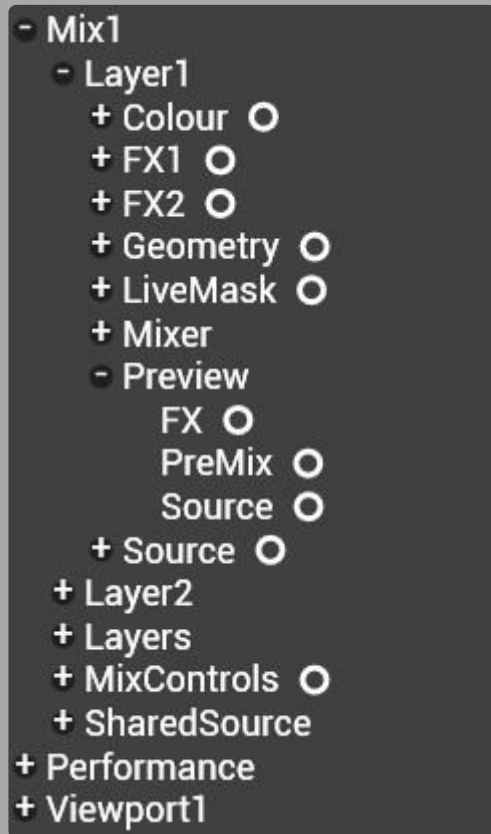 Mix1
Layer1
Colour
FX1
FX2
Geometry
LiveMask
Mixer
Preview
FX
PreMix
Source
Source
Layer2
Layers
MixControls
SharedSource
Performance
Viewport1